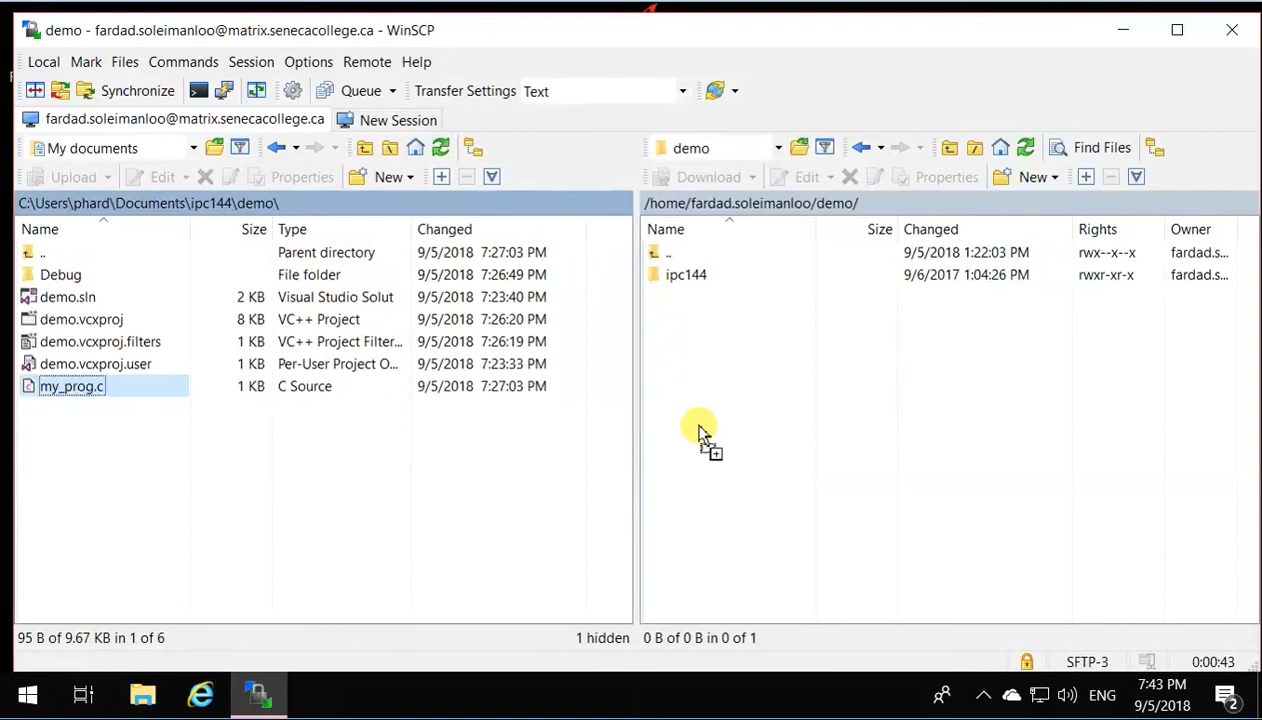 demo - fardad.soleimanloo@matrix.senecacollege.ca - WinSCP
Local Mark Files Commands Session Options Remote Help
Synchronize Queue Transfer Settings Text
fardad.soleimanloo@matrix.senecacollege.ca New Session
My documents demo Find Files
Upload Edit Properties New Download Edit Properties New
C:\Users\phard\Documents\ipc144\demo\ /home/fardad.soleimanloo/demo/
Name Size Type Changed Name Size Changed Rights Owner
.. Parent directory 9/5/2018 7:27:03 PM .. 9/5/2018 1:22:03 PM rwx--x--x fardad.s...
Debug File folder 9/5/2018 7:26:49 PM ipc144 9/6/2017 1:04:26 PM rwxr-xr-x fardad.s...
demo.sln 2 KB Visual Studio Solut 9/5/2018 7:23:40 PM
demo.vcxproj 8 KB VC++ Project 9/5/2018 7:26:20 PM
demo.vcxproj.filters 1 KB VC++ Project Filter... 9/5/2018 7:26:19 PM
demo.vcxproj.user 1 KB Per-User Project O... 9/5/2018 7:23:33 PM
my_prog.c 1 KB C Source 9/5/2018 7:27:03 PM
95 B of 9.67 KB in 1 of 6 1 hidden 0 B of 0 B in 0 of 1
SFTP-3 0:00:43
ENG 7:43 PM 2
9/5/2018